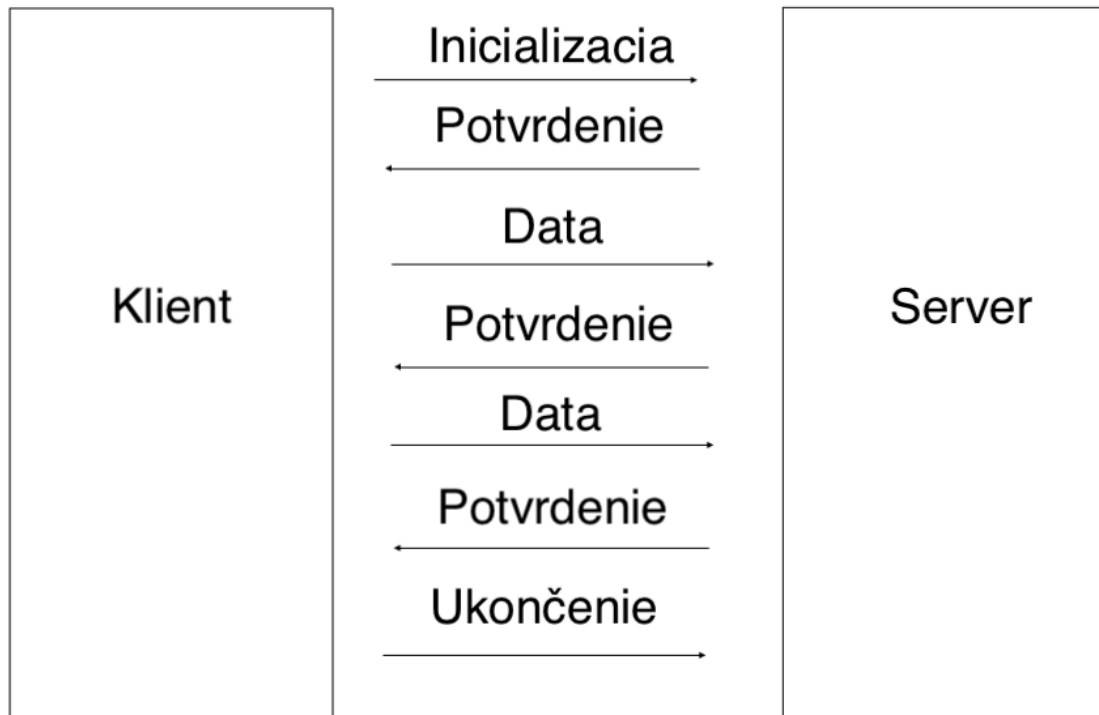 Inicializacia
Potvrdenie
Data
Klient
Server
Potvrdenie
Data
Potvrdenie
Ukončenie